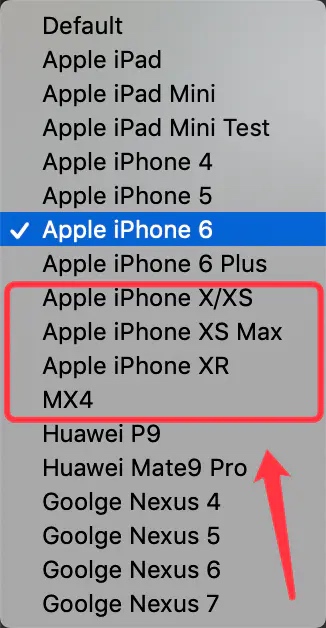 Default
Apple iPad
Apple iPad Mini
Apple iPad Mini Test
Apple iPhone 4
Apple iPhone 5
Apple iPhone 6
Apple iPhone 6 Plus
Apple iPhone X/XS
Apple iPhone XS Max
Apple iPhone XR
MX4
Huawei P9
Huawei Mate9 Pro
Goolge Nexus 4
Goolge Nexus 5
Goolge Nexus 6
Goolge Nexus 7